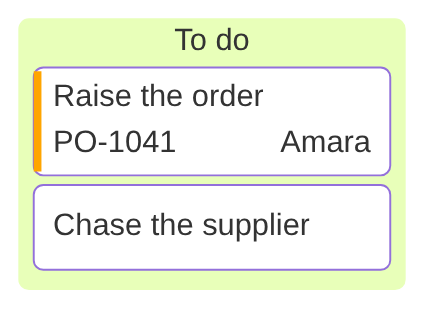 To do
Raise the order
PO-1041 Amara
Chase the supplier